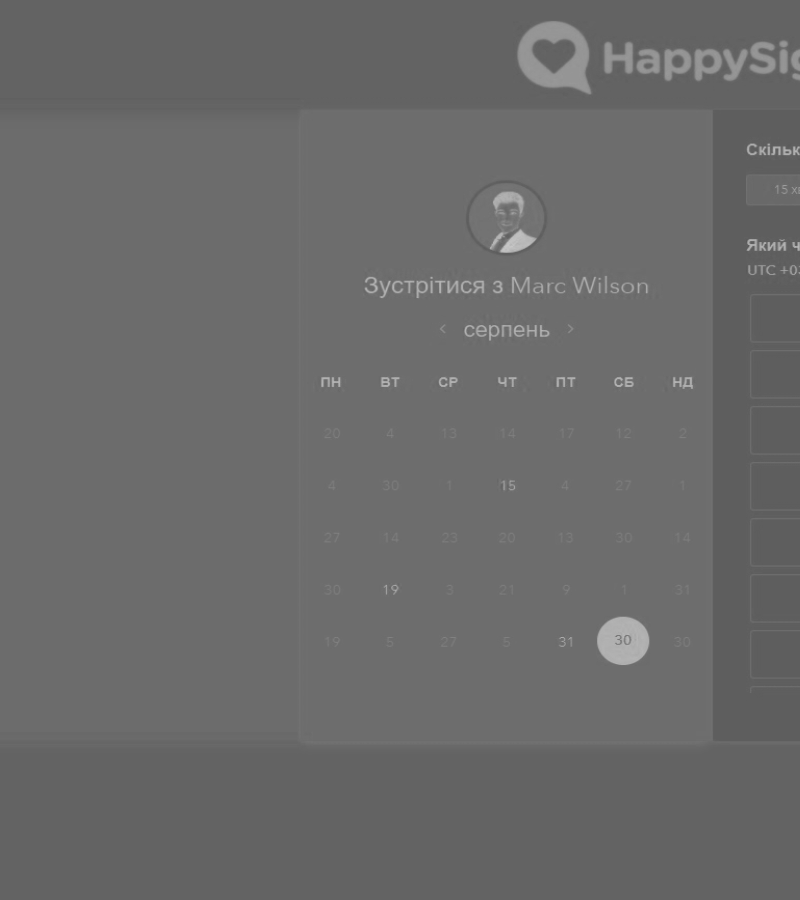 HappySig
Зустрітися з Marc Wilson
серпень
ПН ВТ СР ЧТ ПТ СБ НД
20 4 13 14 17 12 2
4 30 1 15 4 27 1
27 14 23 20 13 30 14
30 19 3 21 9 1 31
19 5 27 5 31 30 30
Скільк
15 хв
Який ч
UTC +03